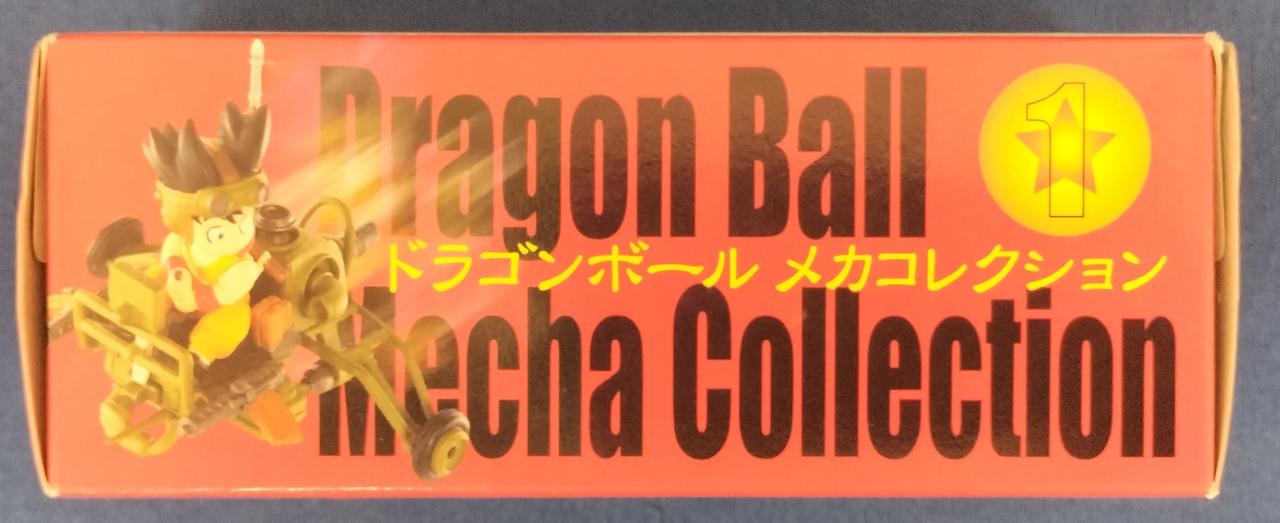 Dragon Ball
1
ドラゴンボール メカコレクション
Mecha Collection